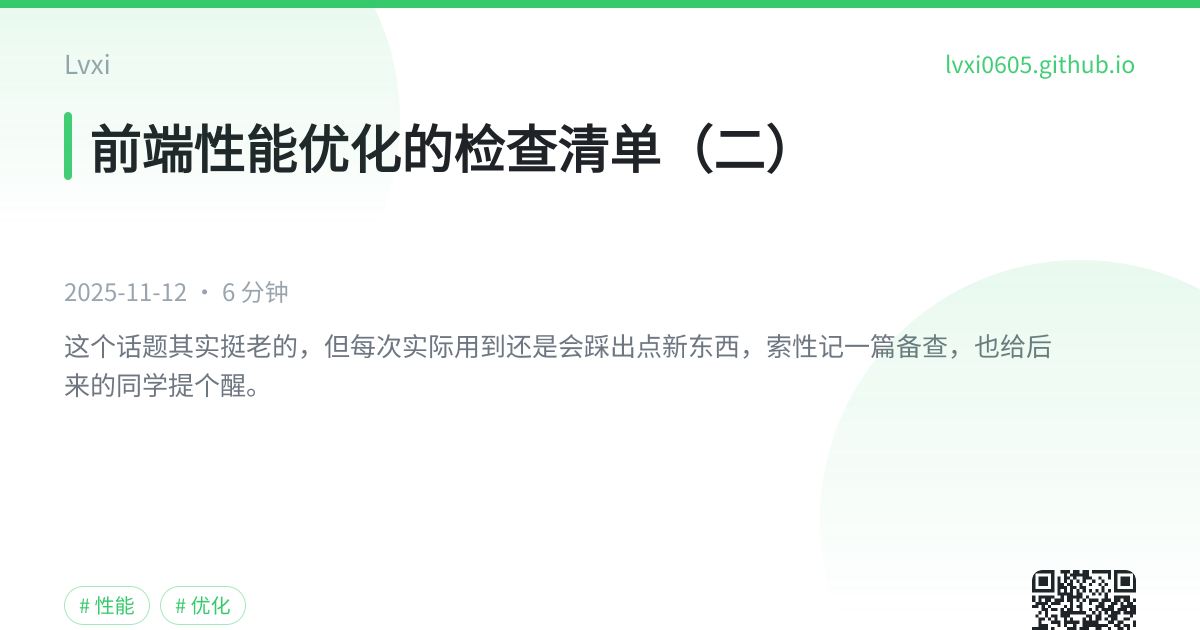 Lvxi
lvxi0605.github.io
前端性能优化的检查清单（二）
2025-11-12 · 6 分钟
这个话题其实挺老的，但每次实际用到还是会踩出点新东西，索性记一篇备查，也给后
来的同学提个醒。
# 性能
# 优化